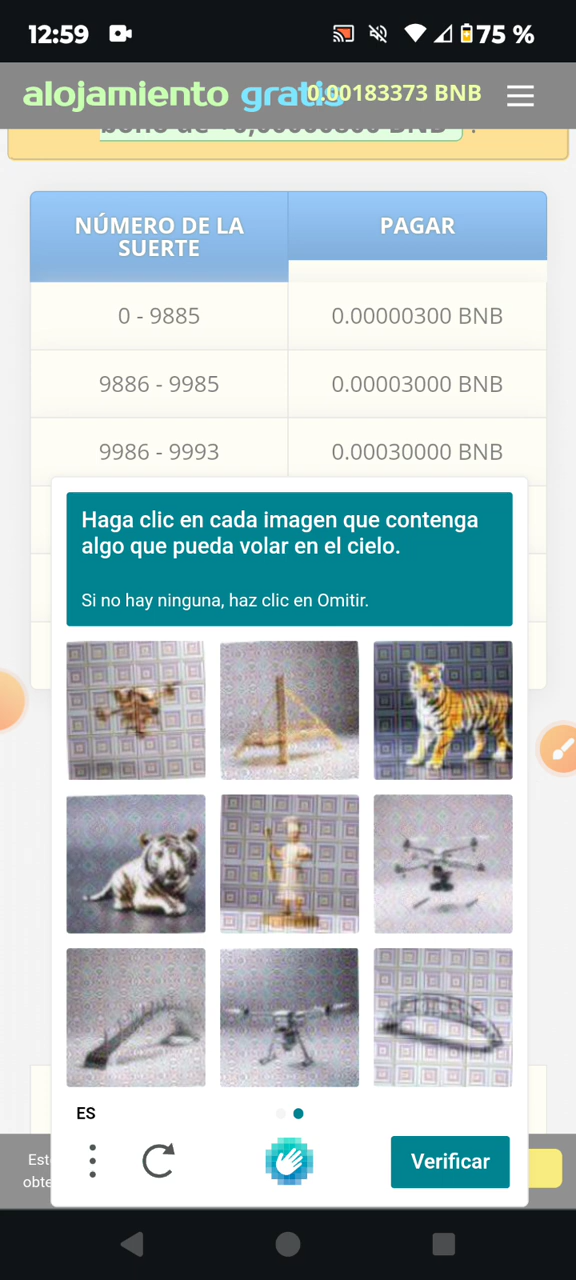 12:59
75 %
alojamiento gratis
0.00183373 BNB
NÚMERO DE LA SUERTE
PAGAR
0 - 9885
0.00000300 BNB
9886 - 9985
0.00003000 BNB
9986 - 9993
0.00030000 BNB
Haga clic en cada imagen que contenga
algo que pueda volar en el cielo.
Si no hay ninguna, haz clic en Omitir.
ES
Verificar